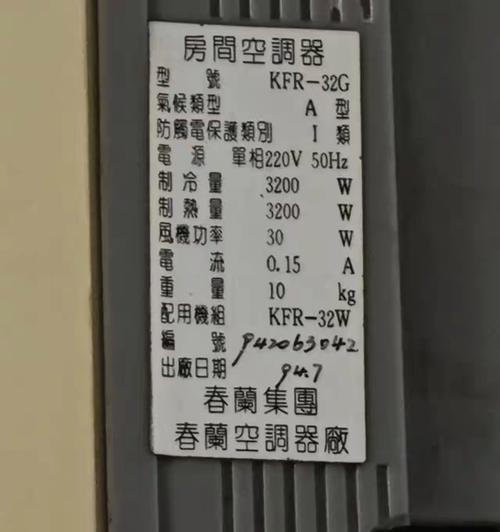 房間空調器
型號 KFR-32G
氣候類型 A 型
防觸電保護類別 I 類
電源 單相220V 50Hz
制冷量 3200 W
制熱量 3200 W
風機功率 30 W
電流 0.15 A
重量 10 kg
配用機組 KFR-32W
編號 942063042
出廠日期 94.7
春蘭集團
春蘭空調器廠